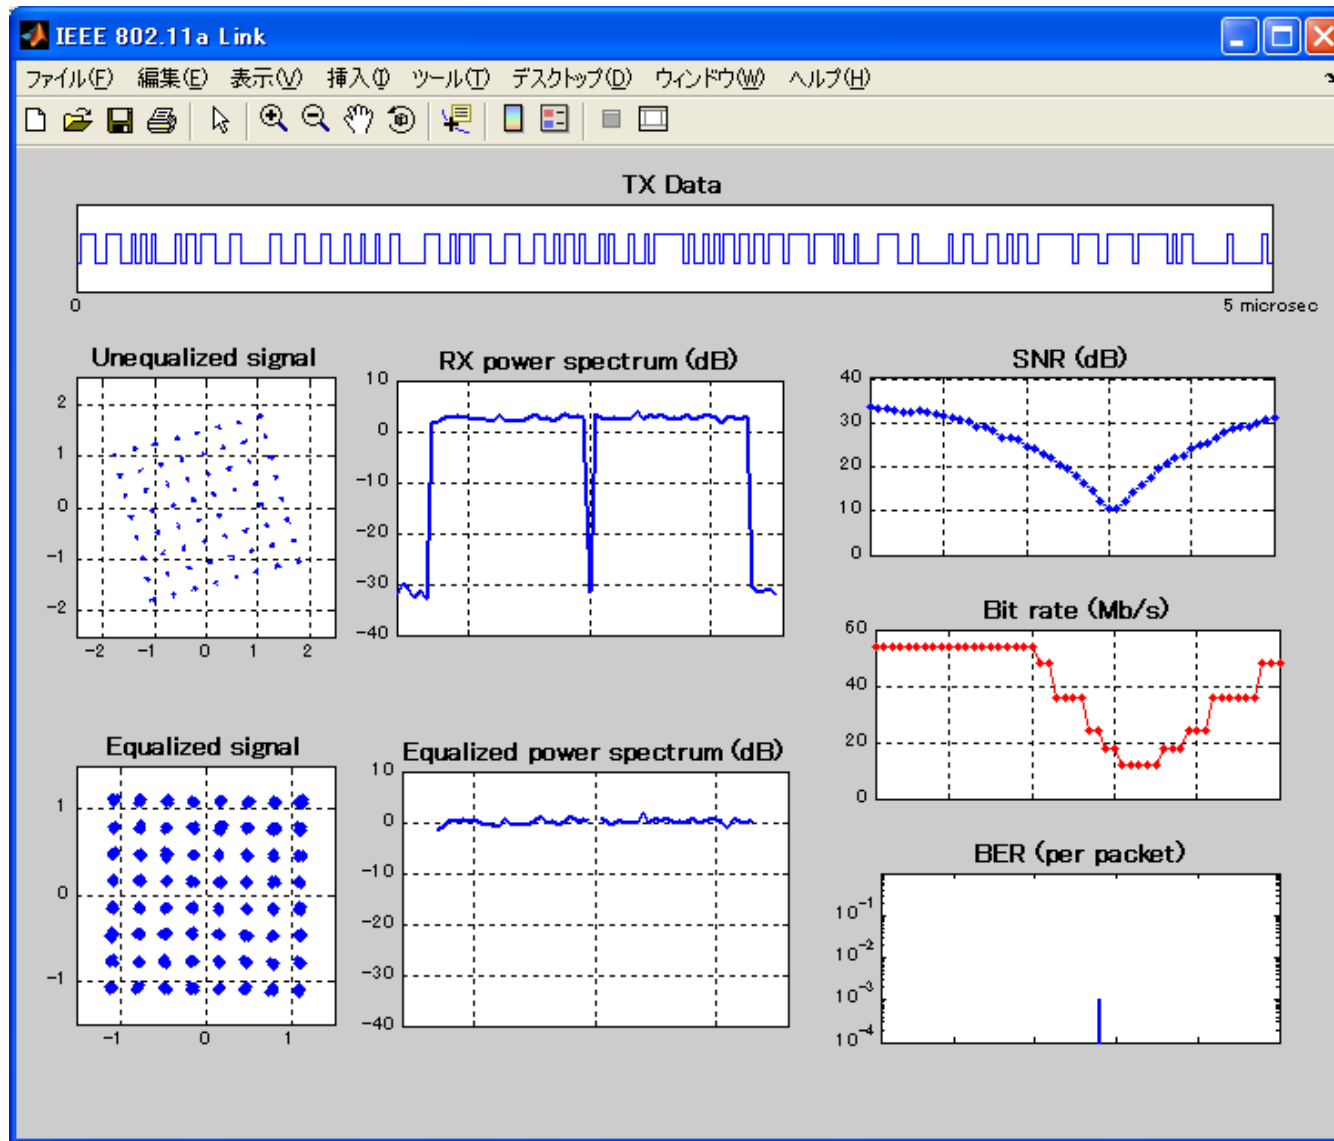 IEEE 802.11a Link
ファイル(F) 編集(E) 表示(V) 挿入(I) ツール(T) デスクトップ(D) ウィンドウ(W) ヘルプ(H)
TX Data
0 5 microsec
Unequalized signal
2
1
0
-1
-2
-2 -1 0 1 2
RX power spectrum (dB)
10
0
-10
-20
-30
-40
SNR (dB)
40
30
20
10
0
Bit rate (Mb/s)
60
40
20
0
Equalized signal
1
0
-1
-1 0 1
Equalized power spectrum (dB)
10
0
-10
-20
-30
-40
BER (per packet)
10^-1
10^-2
10^-3
10^-4